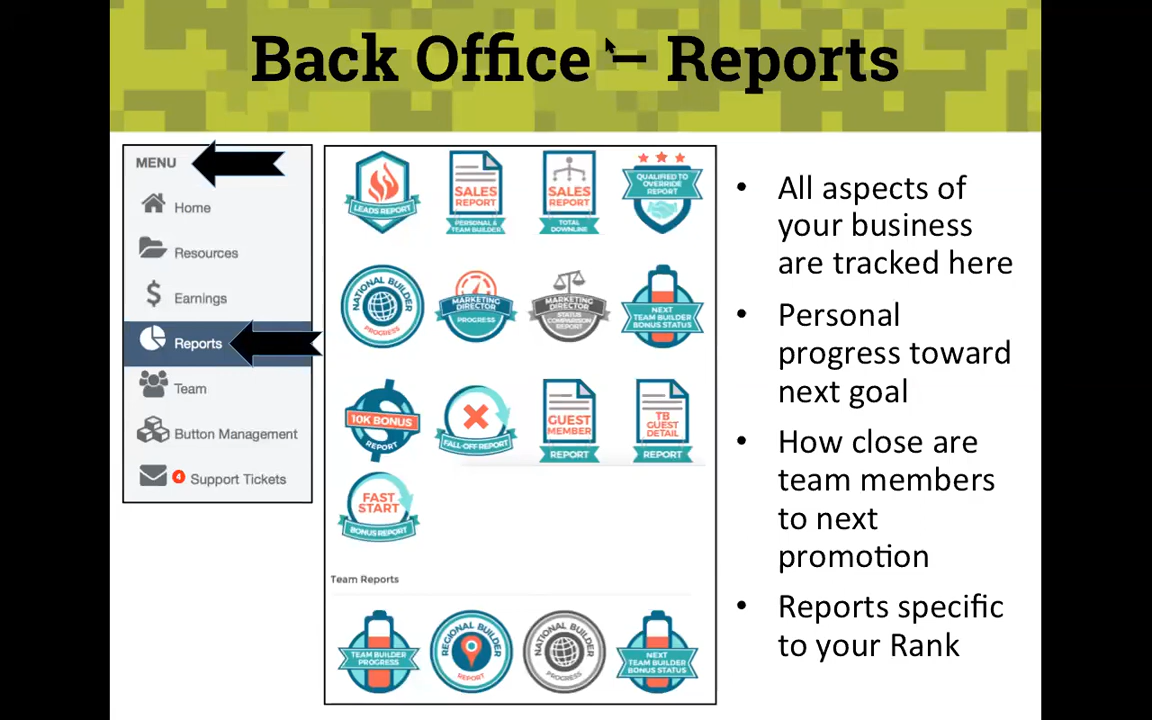 Back Office – Reports
MENU
Home
Resources
Earnings
Reports
Team
Button Management
4 Support Tickets
LEADS REPORT
SALES
REPORT
PERSONAL &
TEAM BUILDER
SALES
REPORT
TOTAL
DOWNLINE
QUALIFIED TO
OVERRIDE
REPORT
NATIONAL BUILDER
PROGRESS
MARKETING
DIRECTOR
PROGRESS
MARKETING
DIRECTOR
STATUS
COMPARISON
REPORT
NEXT
TEAM BUILDER
BONUS STATUS
10K BONUS
REPORT
FALL-OFF REPORT
GUEST
MEMBER
REPORT
TB
GUEST
DETAIL
REPORT
FAST
START
BONUS REPORT
Team Reports
TEAM BUILDER
PROGRESS
REGIONAL BUILDER
REPORT
NATIONAL BUILDER
PROGRESS
NEXT
TEAM BUILDER
BONUS STATUS
• All aspects of
your business
are tracked here
• Personal
progress toward
next goal
• How close are
team members
to next
promotion
• Reports specific
to your Rank